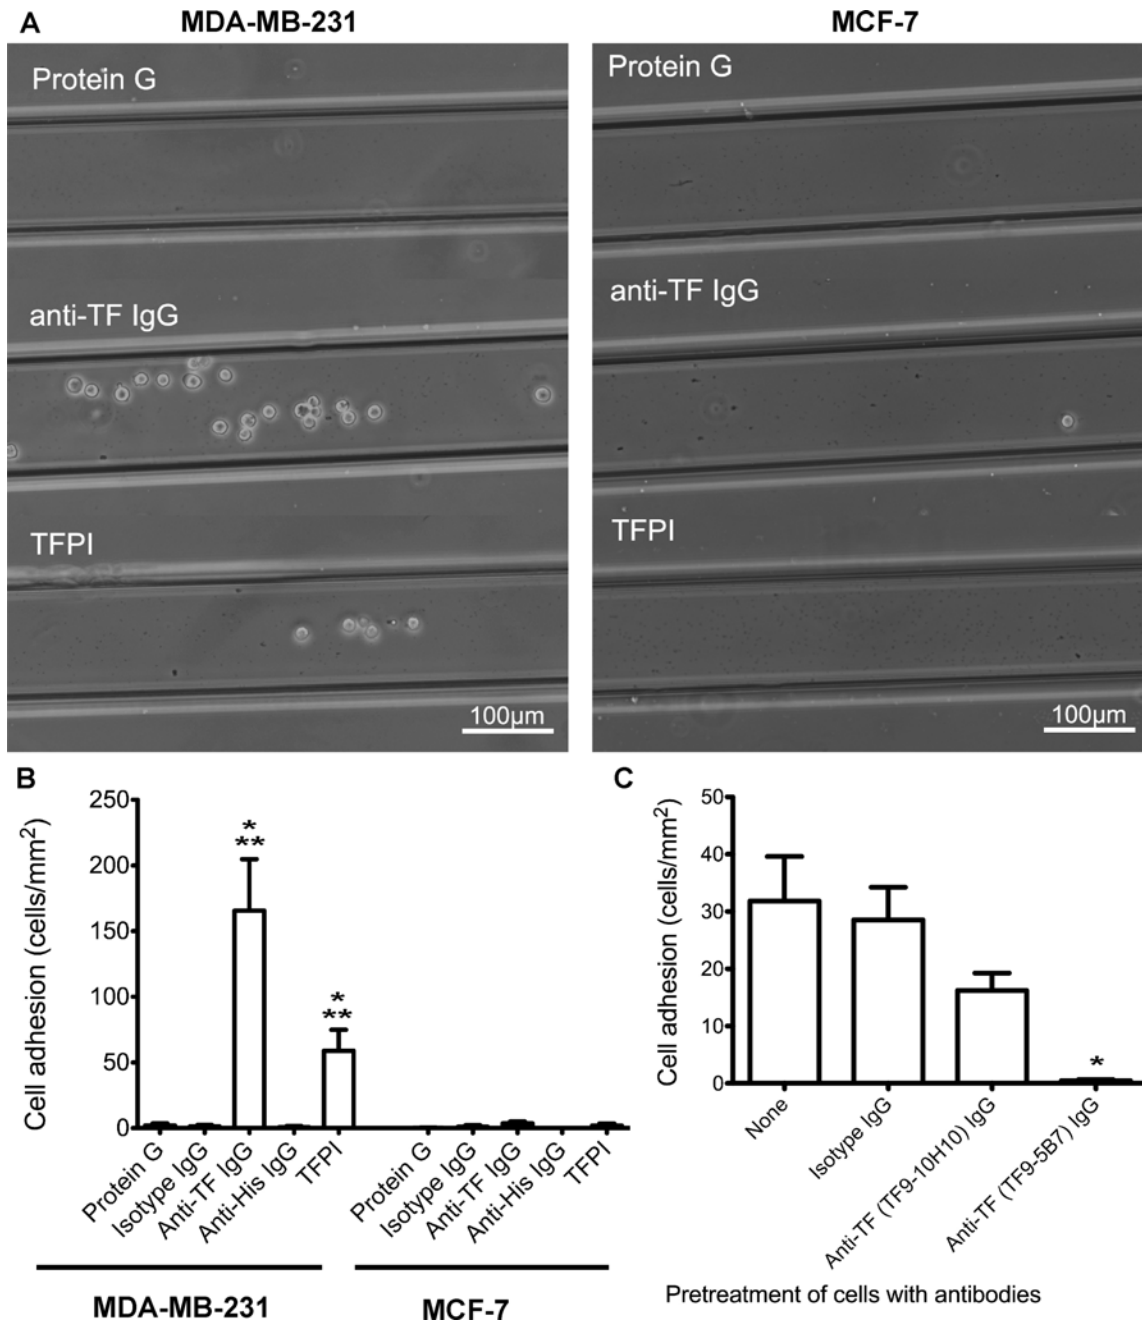 A
MDA-MB-231
MCF-7
Protein G
anti-TF IgG
TFPI
100μm
Protein G
anti-TF IgG
TFPI
100μm
B
Cell adhesion (cells/mm²)
250
200
150
100
50
0
*
**
*
**
Protein G
Isotype IgG
Anti-TF IgG
Anti-His IgG
TFPI
Protein G
Isotype IgG
Anti-TF IgG
Anti-His IgG
TFPI
MDA-MB-231
MCF-7
C
Cell adhesion (cells/mm²)
50
40
30
20
10
0
*
None
Isotype IgG
Anti-TF (TF9-10H10) IgG
Anti-TF (TF9-5B7) IgG
Pretreatment of cells with antibodies